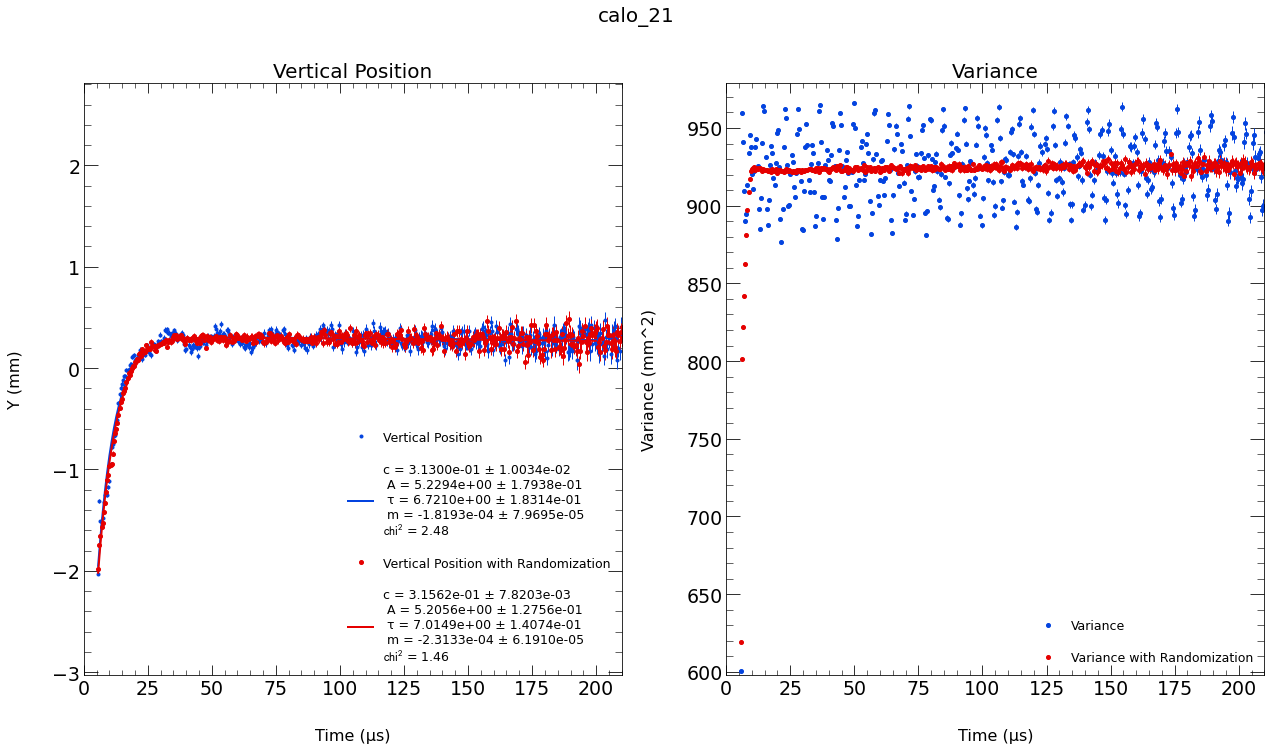 calo_21
Vertical Position
Y (mm)
2
1
0
−1
−2
−3
0 25 50 75 100 125 150 175 200
Time (μs)
Vertical Position
c = 3.1300e-01 ± 1.0034e-02
A = 5.2294e+00 ± 1.7938e-01
τ = 6.7210e+00 ± 1.8314e-01
m = -1.8193e-04 ± 7.9695e-05
chi² = 2.48
Vertical Position with Randomization
c = 3.1562e-01 ± 7.8203e-03
A = 5.2056e+00 ± 1.2756e-01
τ = 7.0149e+00 ± 1.4074e-01
m = -2.3133e-04 ± 6.1910e-05
chi² = 1.46
Variance
Variance (mm^2)
950
900
850
800
750
700
650
600
0 25 50 75 100 125 150 175 200
Time (μs)
Variance
Variance with Randomization